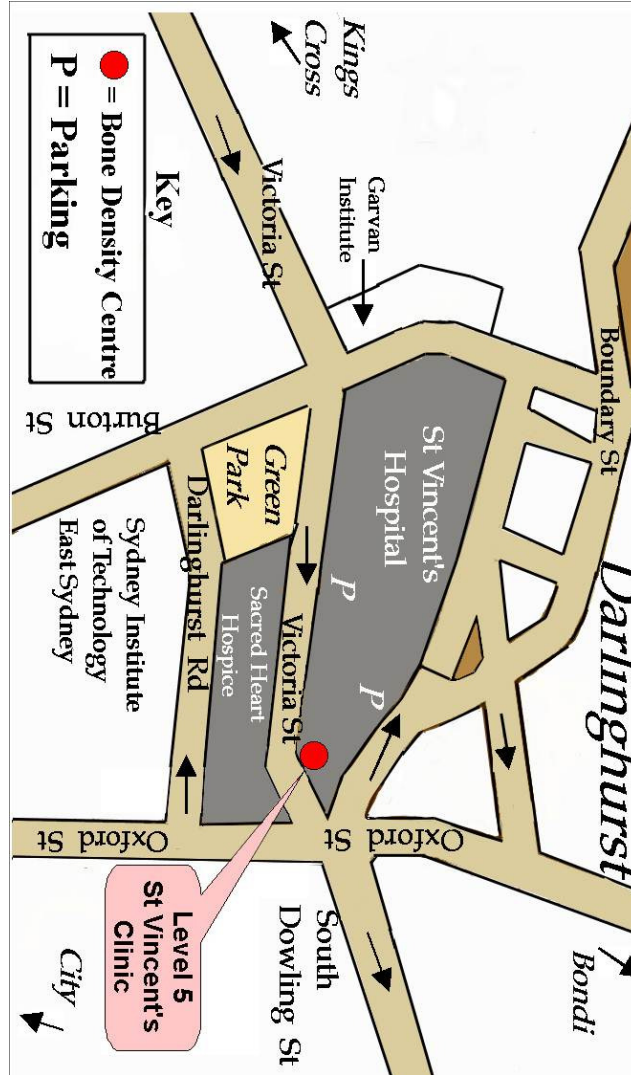 Kings
Cross
Garvan
Institute
Victoria St
Key
= Bone Density Centre
P = Parking
Boundary St
Burton St
St Vincent's
Hospital
Green
Park
Darlinghurst
P
P
Victoria St
Sacred Heart
Hospice
Darlinghurst Rd
Sydney Institute
of Technology
East Sydney
Oxford St
Oxford St
South
Dowling St
Level 5
St Vincent's
Clinic
Bondi
City